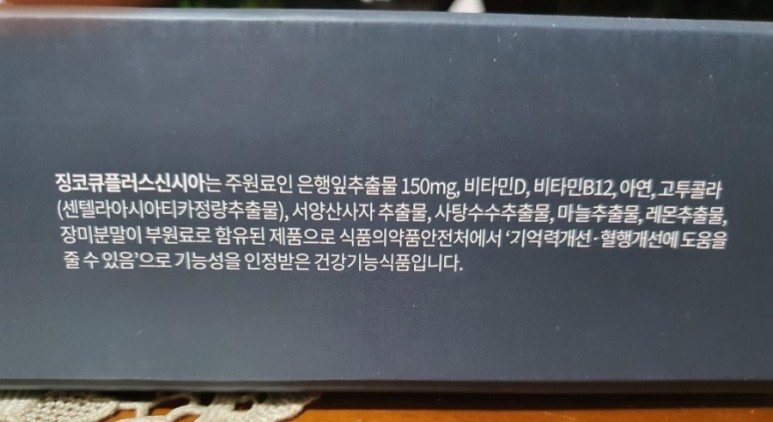 징코큐플러스신시아는 주원료인 은행잎추출물 150mg, 비타민D, 비타민B12, 아연, 고투콜라
(센텔라아시아티카정량추출물), 서양산사자 추출물, 사탕수수추출물, 마늘추출물, 레몬추출물,
장미분말이 부원료로 함유된 제품으로 식품의약품안전처에서 ‘기억력개선·혈행개선에 도움을
줄 수 있음’으로 기능성을 인정받은 건강기능식품입니다.